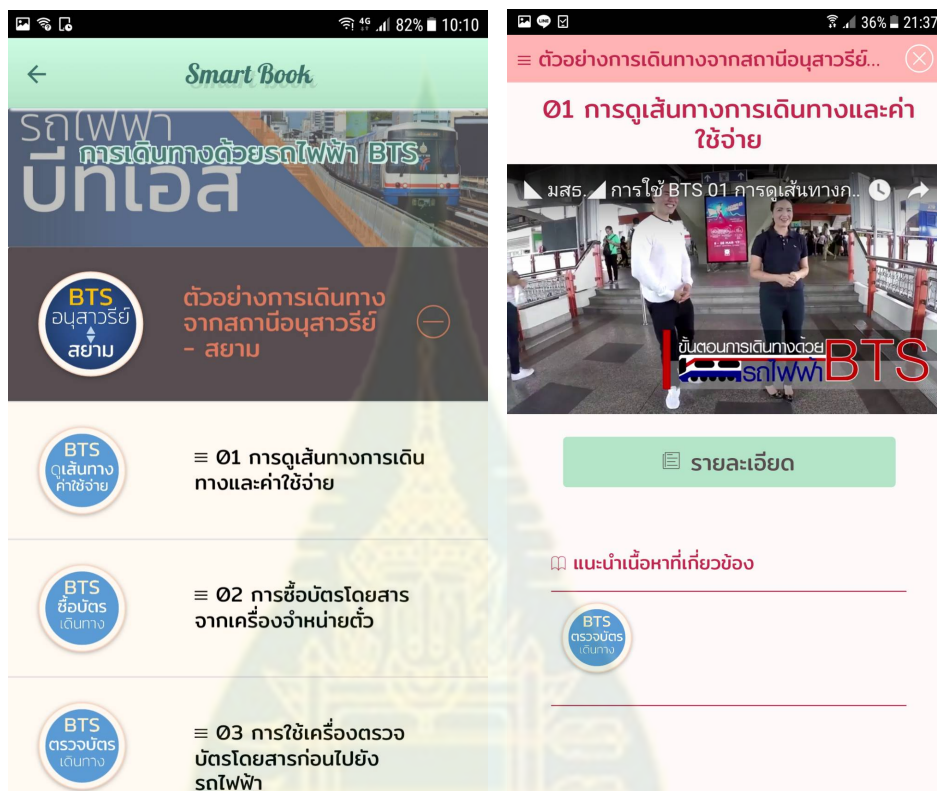 4G 82% 10:10
Smart Book
รถไฟฟ้า
บีทีเอส
การเดินทางด้วยรถไฟฟ้า BTS
BTS
อนุสาวรีย์
สยาม
ตัวอย่างการเดินทาง
จากสถานีอนุสาวรีย์
- สยาม
BTS
ดูเส้นทาง
ค่าใช้จ่าย
≡ 01 การดูเส้นทางการเดิน
ทางและค่าใช้จ่าย
BTS
ซื้อบัตร
เดินทาง
≡ 02 การซื้อบัตรโดยสาร
จากเครื่องจำหน่ายตั๋ว
BTS
ตรวจบัตร
เดินทาง
≡ 03 การใช้เครื่องตรวจ
บัตรโดยสารก่อนไปยัง
รถไฟฟ้า
LINE 36% 21:37
≡ ตัวอย่างการเดินทางจากสถานีอนุสาวรีย์...
01 การดูเส้นทางการเดินทางและค่า
ใช้จ่าย
มสธ. การใช้ BTS 01 การดูเส้นทางก...
ขั้นตอนการเดินทางด้วย
รถไฟฟ้า BTS
รายละเอียด
แนะนำเนื้อหาที่เกี่ยวข้อง
BTS
ตรวจบัตร
เดินทาง